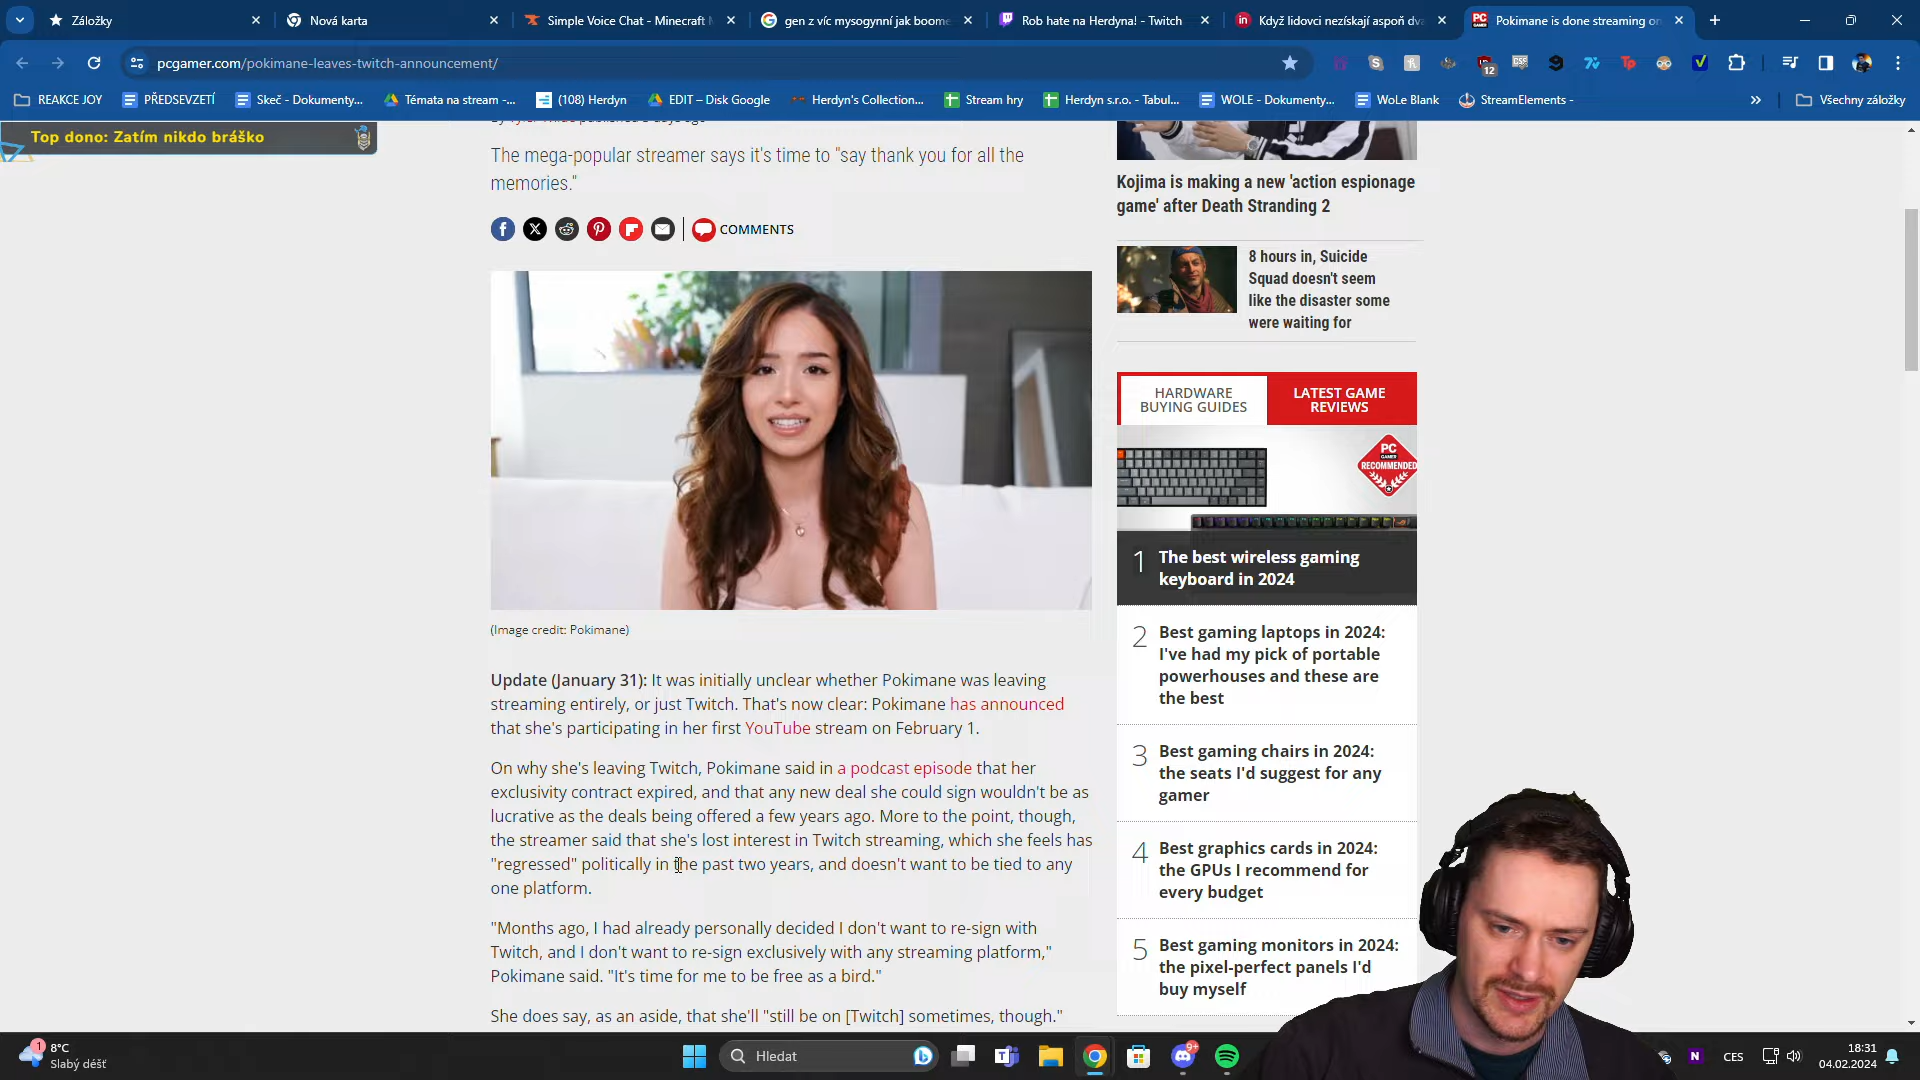 Záložky
Nová karta
Simple Voice Chat - Minecraft M
gen z víc mysogynní jak boome
Rob hate na Herdyna! - Twitch
Když lidovci nezískají aspoň dva
Pokimane is done streaming on
pcgamer.com/pokimane-leaves-twitch-announcement/
12
REAKCE JOY
PŘEDSEVZETÍ
Skeč - Dokumenty...
Témata na stream -...
(108) Herdyn
EDIT – Disk Google
Herdyn's Collection...
Stream hry
Herdyn s.r.o. - Tabul...
WOLE - Dokumenty...
WoLe Blank
StreamElements -
Všechny záložky
Top dono: Zatím nikdo bráško
The mega-popular streamer says it's time to "say thank you for all the
memories."
COMMENTS
(Image credit: Pokimane)
Update (January 31): It was initially unclear whether Pokimane was leaving
streaming entirely, or just Twitch. That's now clear: Pokimane has announced
that she's participating in her first YouTube stream on February 1.
On why she's leaving Twitch, Pokimane said in a podcast episode that her
exclusivity contract expired, and that any new deal she could sign wouldn't be as
lucrative as the deals being offered a few years ago. More to the point, though,
the streamer said that she's lost interest in Twitch streaming, which she feels has
"regressed" politically in the past two years, and doesn't want to be tied to any
one platform.
"Months ago, I had already personally decided I don't want to re-sign with
Twitch, and I don't want to re-sign exclusively with any streaming platform,"
Pokimane said. "It's time for me to be free as a bird."
She does say, as an aside, that she'll "still be on [Twitch] sometimes, though."
Kojima is making a new 'action espionage
game' after Death Stranding 2
8 hours in, Suicide
Squad doesn't seem
like the disaster some
were waiting for
HARDWARE
BUYING GUIDES
LATEST GAME
REVIEWS
PC
GAMER
RECOMMENDED
1 The best wireless gaming
keyboard in 2024
2 Best gaming laptops in 2024:
I've had my pick of portable
powerhouses and these are
the best
3 Best gaming chairs in 2024:
the seats I'd suggest for any
gamer
4 Best graphics cards in 2024:
the GPUs I recommend for
every budget
5 Best gaming monitors in 2024:
the pixel-perfect panels I'd
buy myself
1
8°C
Slabý déšť
Hledat
9+
CES
18:31
04.02.2024